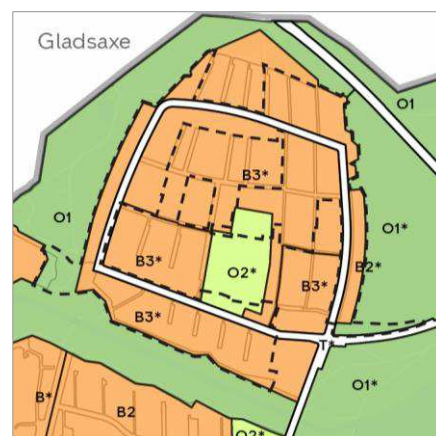 Gladsaxe
O1
B3*
O1
O1*
B3*
O2*
B2*
B3*
B3*
T*
O1*
B*
B2
O2*